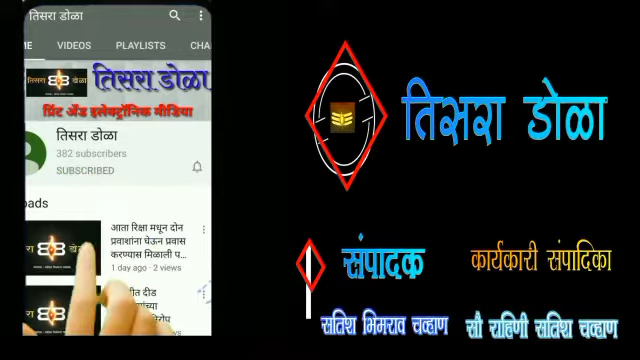 तिसरा डोळा
VIDEOS
PLAYLISTS
तिसरा डोळा
प्रिंट अँड इलेक्ट्रॉनिक मीडिया
तिसरा डोळा
382 subscribers
SUBSCRIBED
आता रिक्षा मधून दोन
प्रवाशांना घेऊन प्रवास
करण्यास मिळाली प...
1 day ago • 2 views
तिसरा डोळा
संपादक
कार्यकारी संपादिका
सतिश भिमराव चव्हाण
सौ राहिणी सतिश चव्हाण